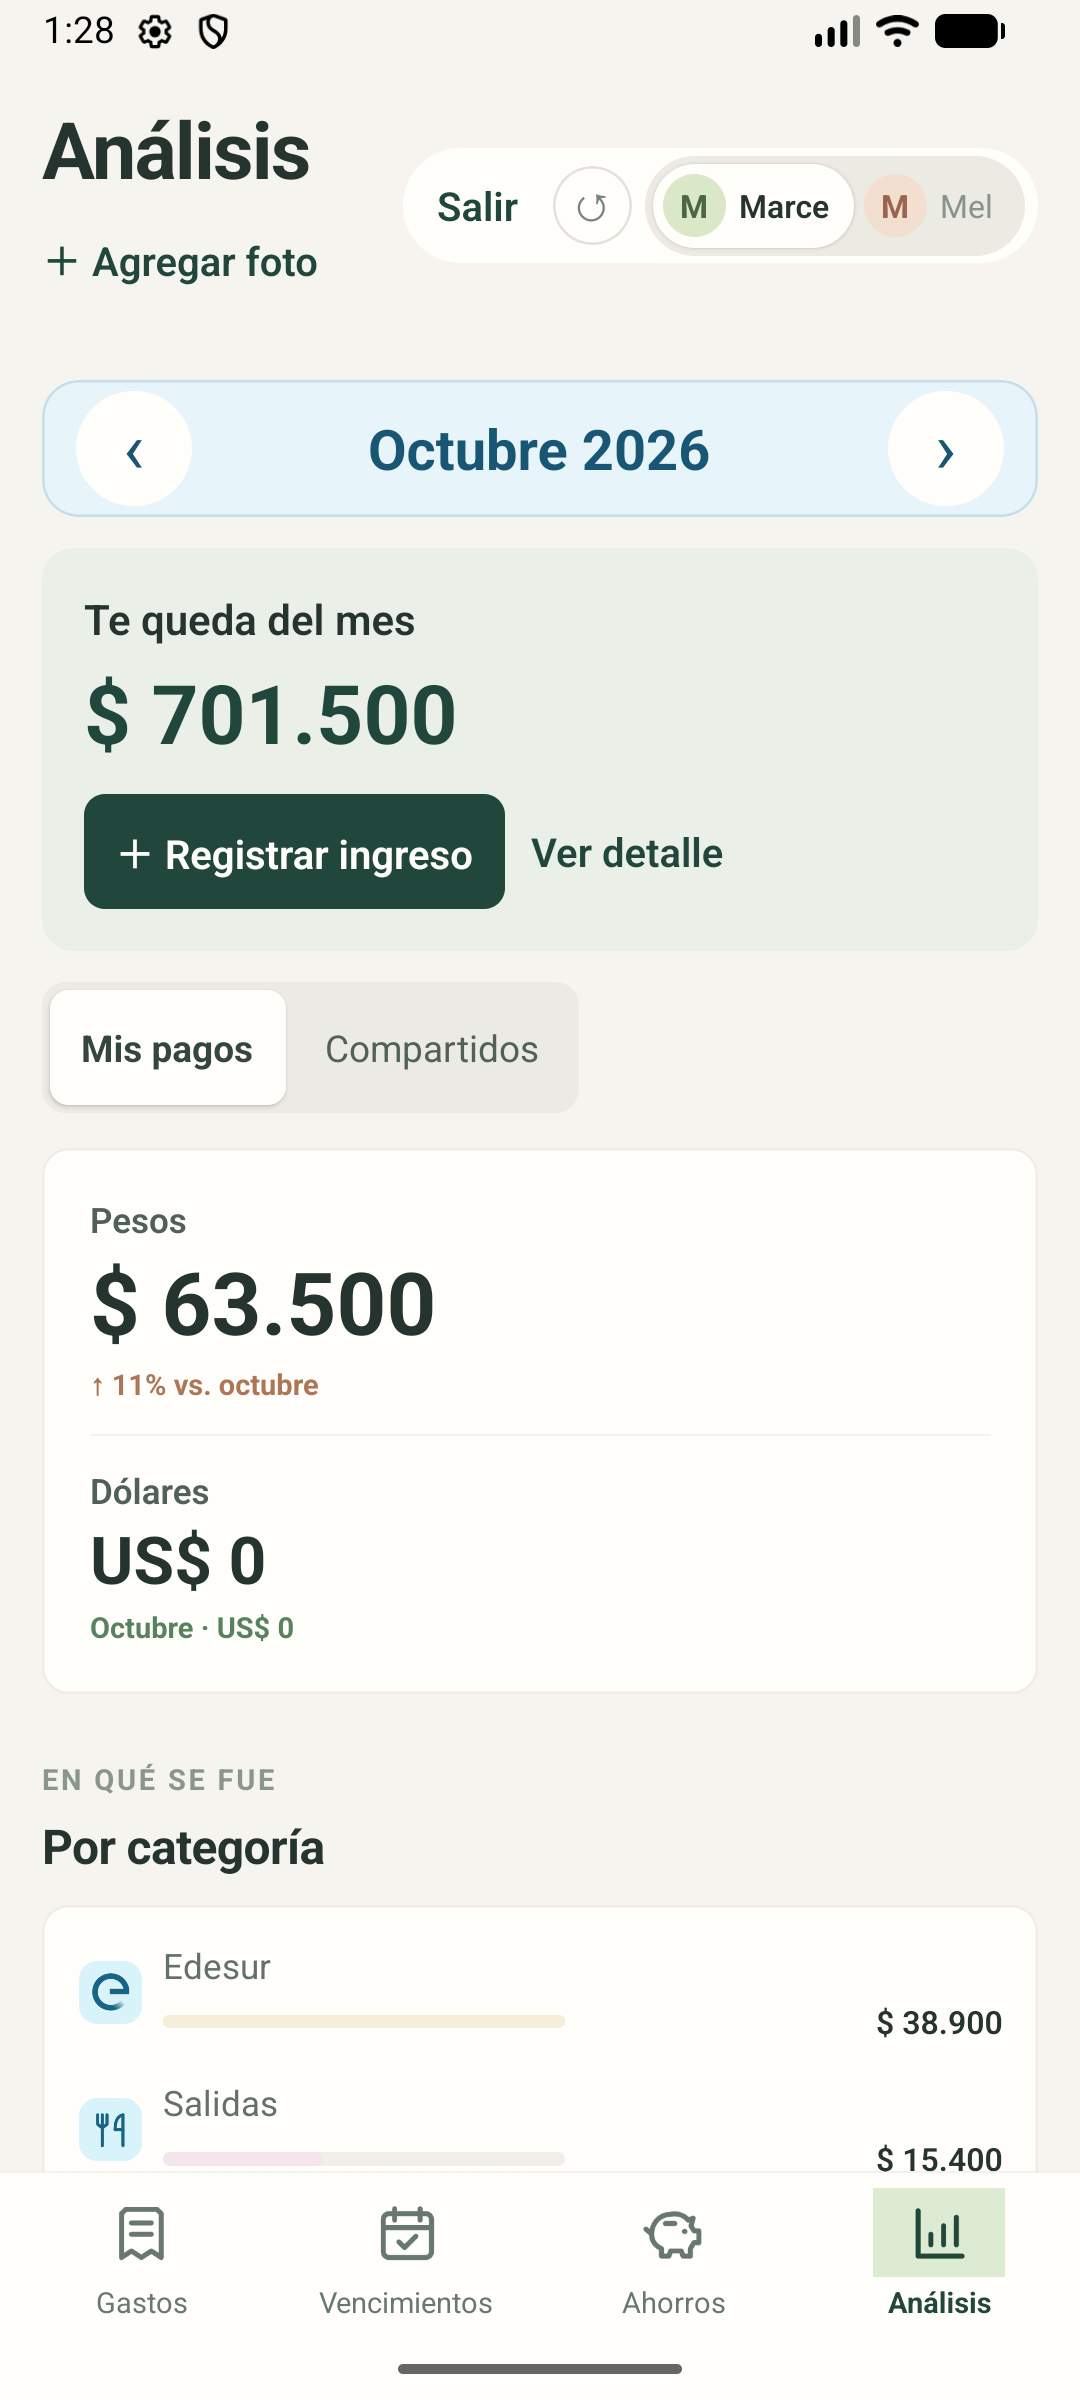 1:28
Análisis
+ Agregar foto
Salir
M Marce
M Mel
‹ Octubre 2026 ›
Te queda del mes
$ 701.500
+ Registrar ingreso
Ver detalle
Mis pagos
Compartidos
Pesos
$ 63.500
↑ 11% vs. octubre
Dólares
US$ 0
Octubre · US$ 0
EN QUÉ SE FUE
Por categoría
Edesur
$ 38.900
Salidas
$ 15.400
Gastos
Vencimientos
Ahorros
Análisis